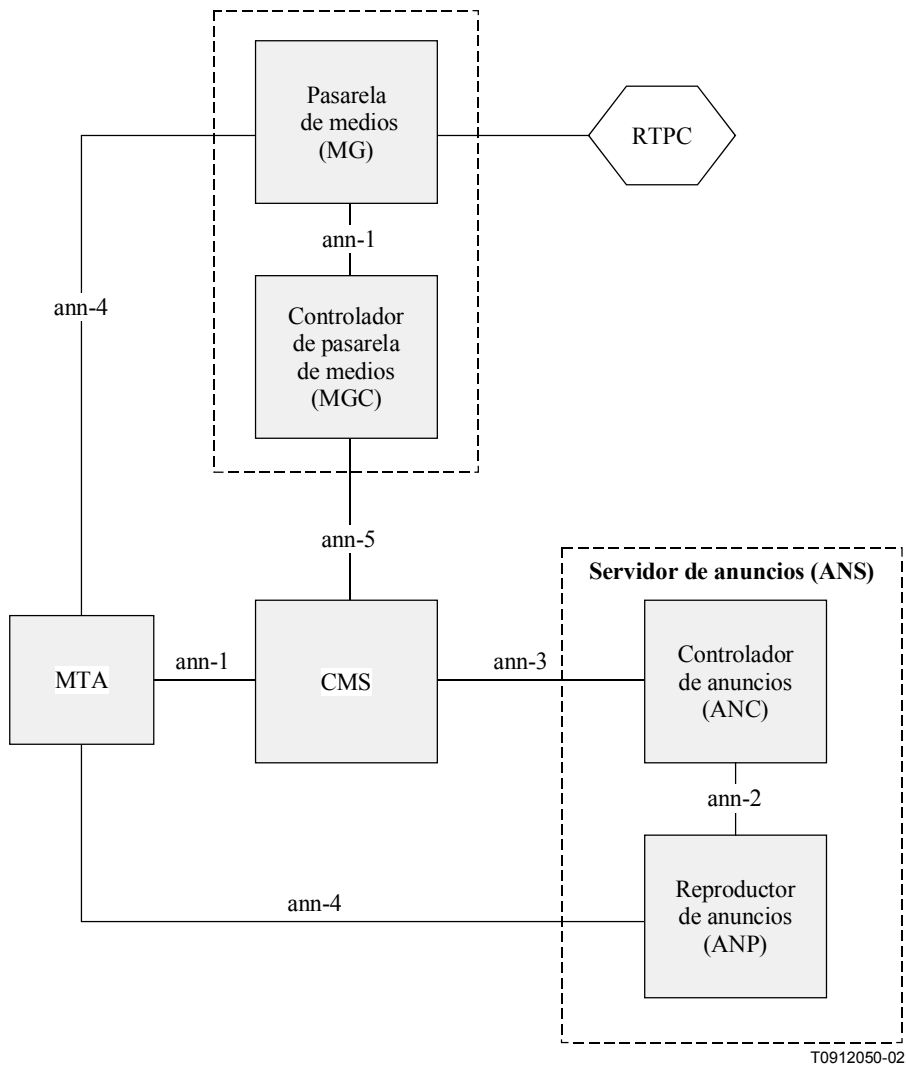 Pasarela
de medios
(MG)
RTPC
ann-1
ann-4
Controlador
de pasarela
de medios
(MGC)
ann-5
Servidor de anuncios (ANS)
MTA
ann-1
CMS
ann-3
Controlador
de anuncios
(ANC)
ann-2
ann-4
Reproductor
de anuncios
(ANP)
T0912050-02